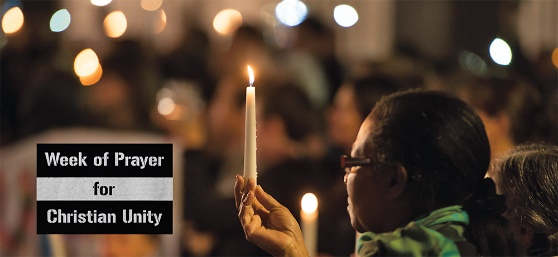 Week of Prayer
for
Christian Unity